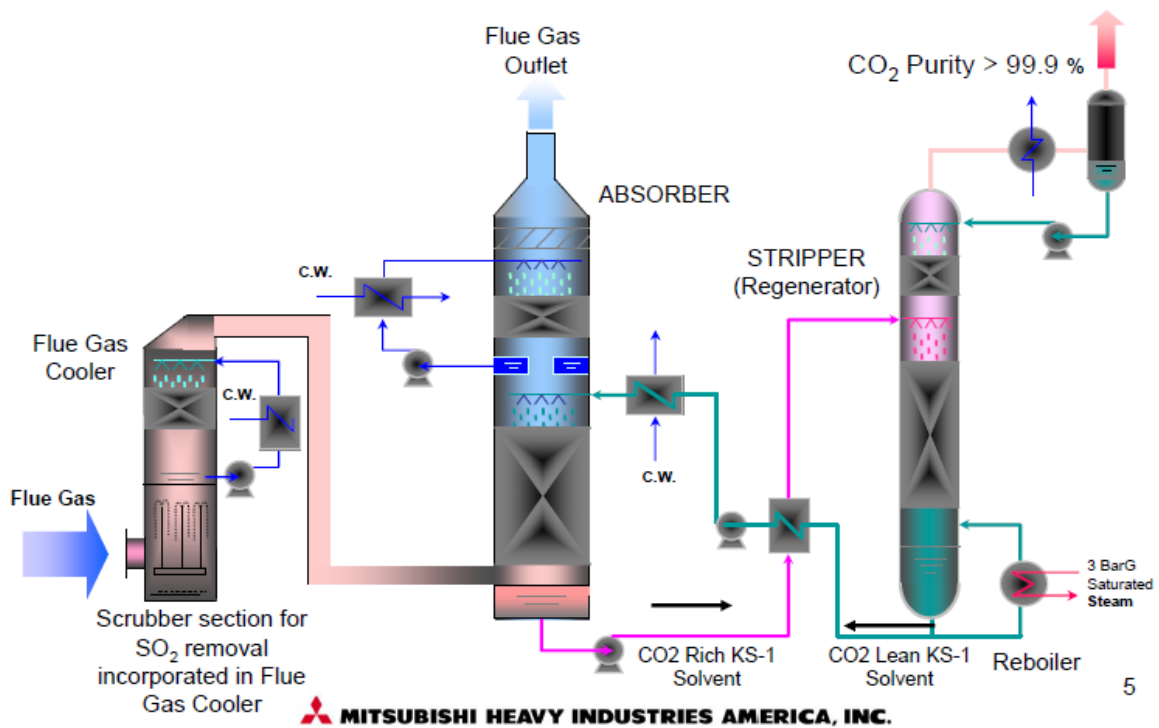 Flue Gas
Outlet
CO2 Purity > 99.9 %
ABSORBER
C.W.
STRIPPER
(Regenerator)
Flue Gas
Cooler
C.W.
C.W.
Flue Gas
3 BarG
Saturated
Steam
Scrubber section for
SO2 removal
incorporated in Flue
Gas Cooler
CO2 Rich KS-1
Solvent
CO2 Lean KS-1
Solvent
Reboiler
5
MITSUBISHI HEAVY INDUSTRIES AMERICA, INC.